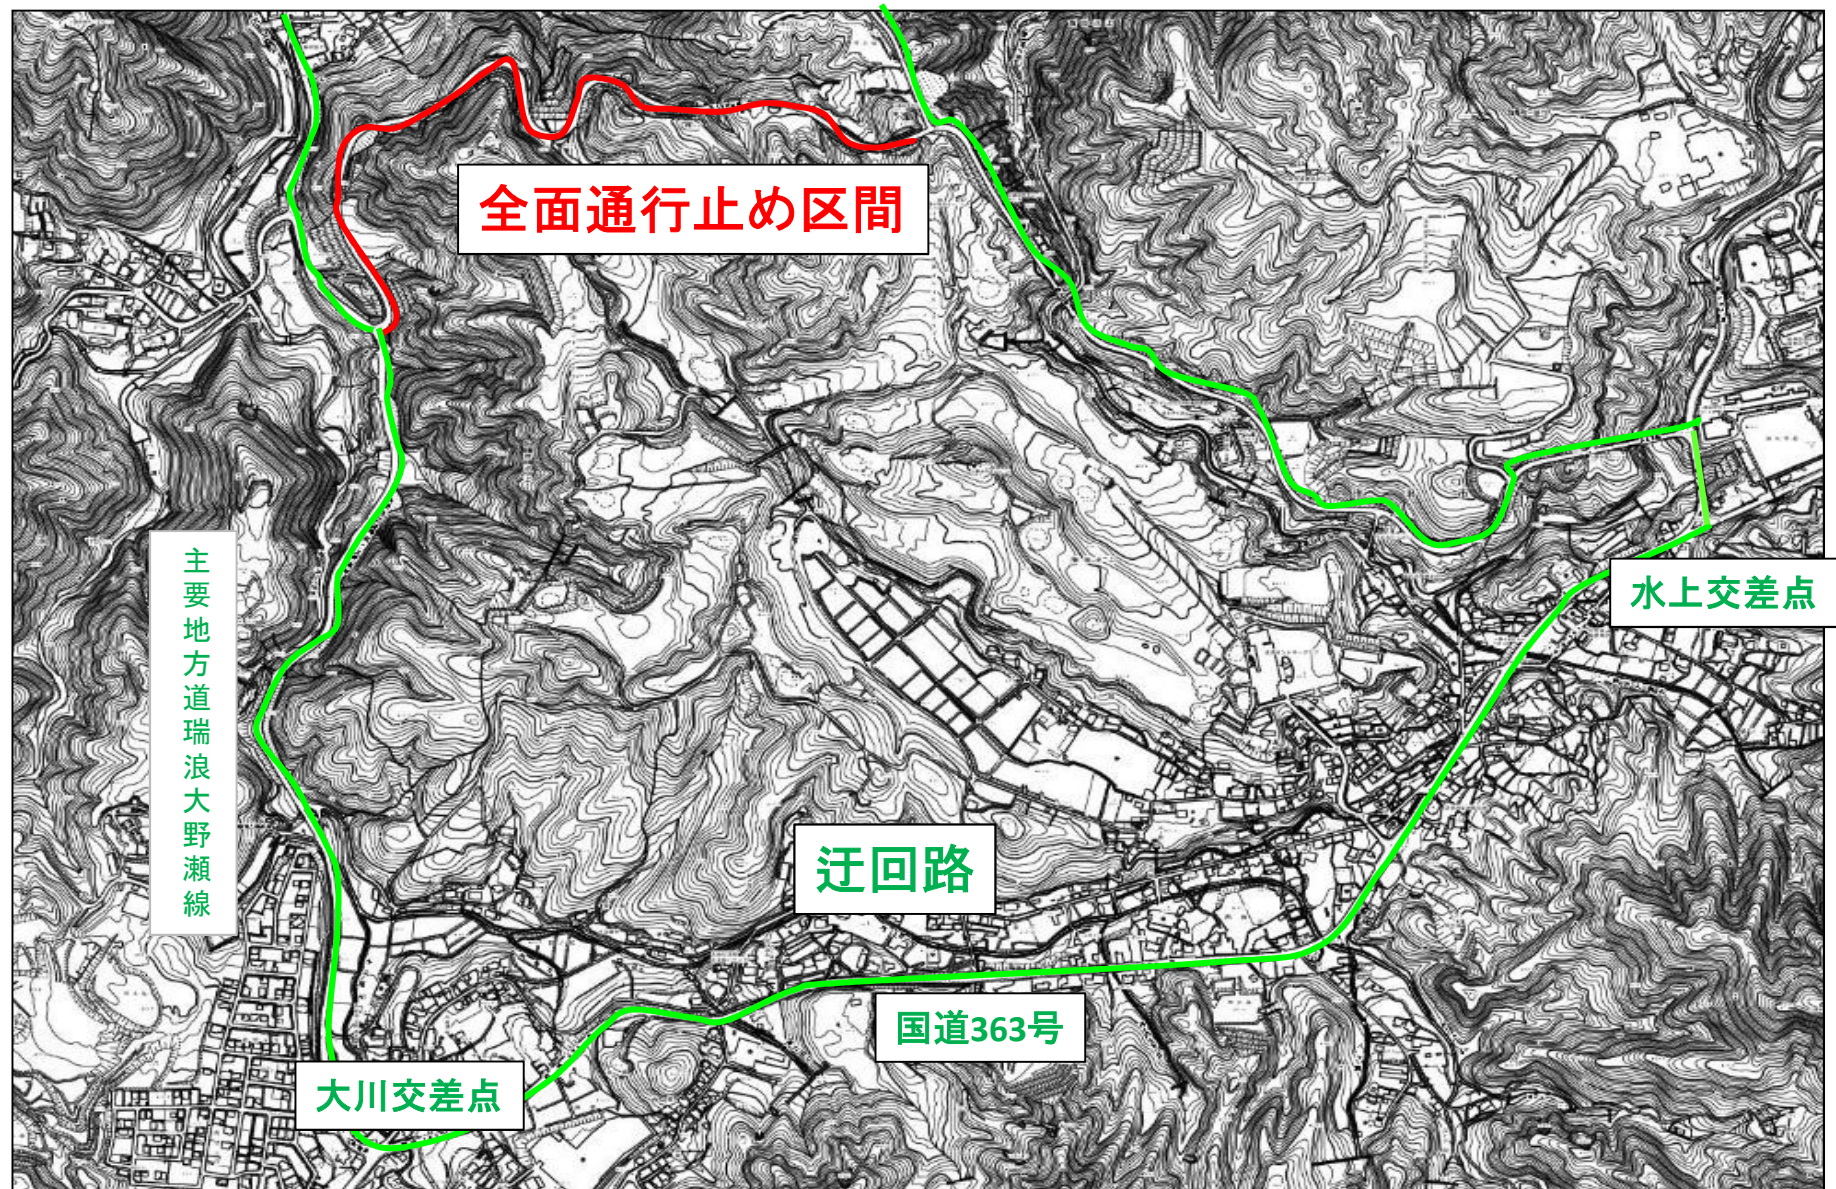 全面通行止め区間
主要地方道瑞浪大野瀬線
水上交差点
迂回路
国道363号
大川交差点